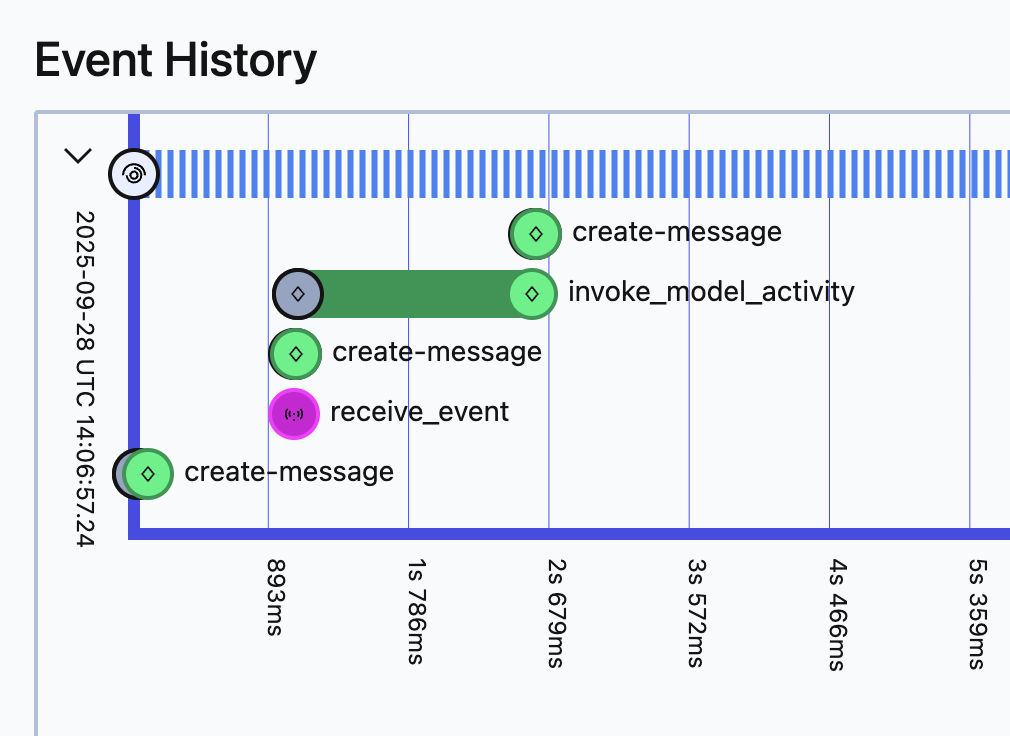 Event History
2025-09-28 UTC 14:06:57.24
create-message
invoke_model_activity
create-message
receive_event
create-message
893ms
1s 786ms
2s 679ms
3s 572ms
4s 466ms
5s 359ms